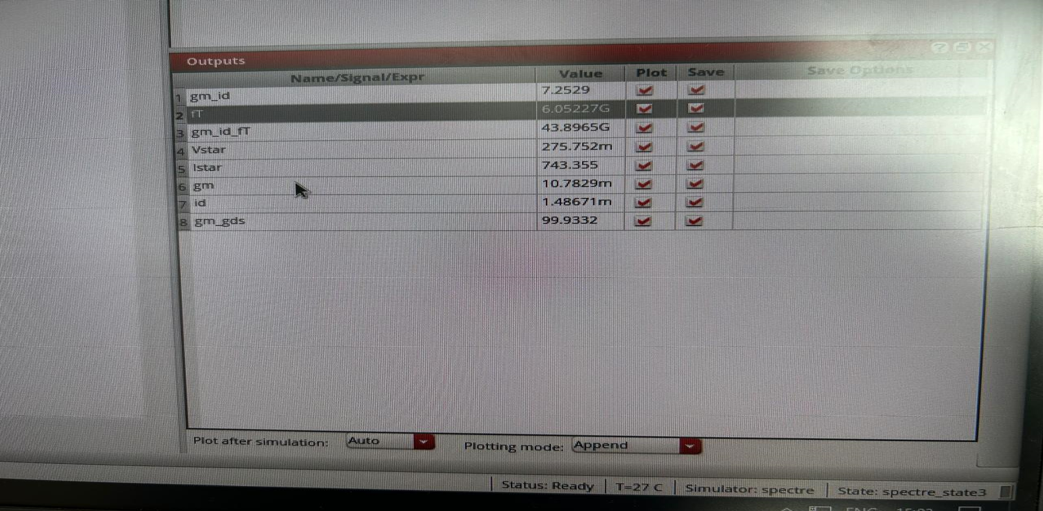 Outputs
Name/Signal/Expr Value Plot Save Save Options
1 gm_id 7.2529
2 fT 6.05227G
3 gm_id_fT 43.8965G
4 Vstar 275.752m
5 Istar 743.355
6 gm 10.7829m
7 id 1.48671m
8 gm_gds 99.9332
Plot after simulation: Auto Plotting mode: Append
Status: Ready T=27 C Simulator: spectre State: spectre_state3